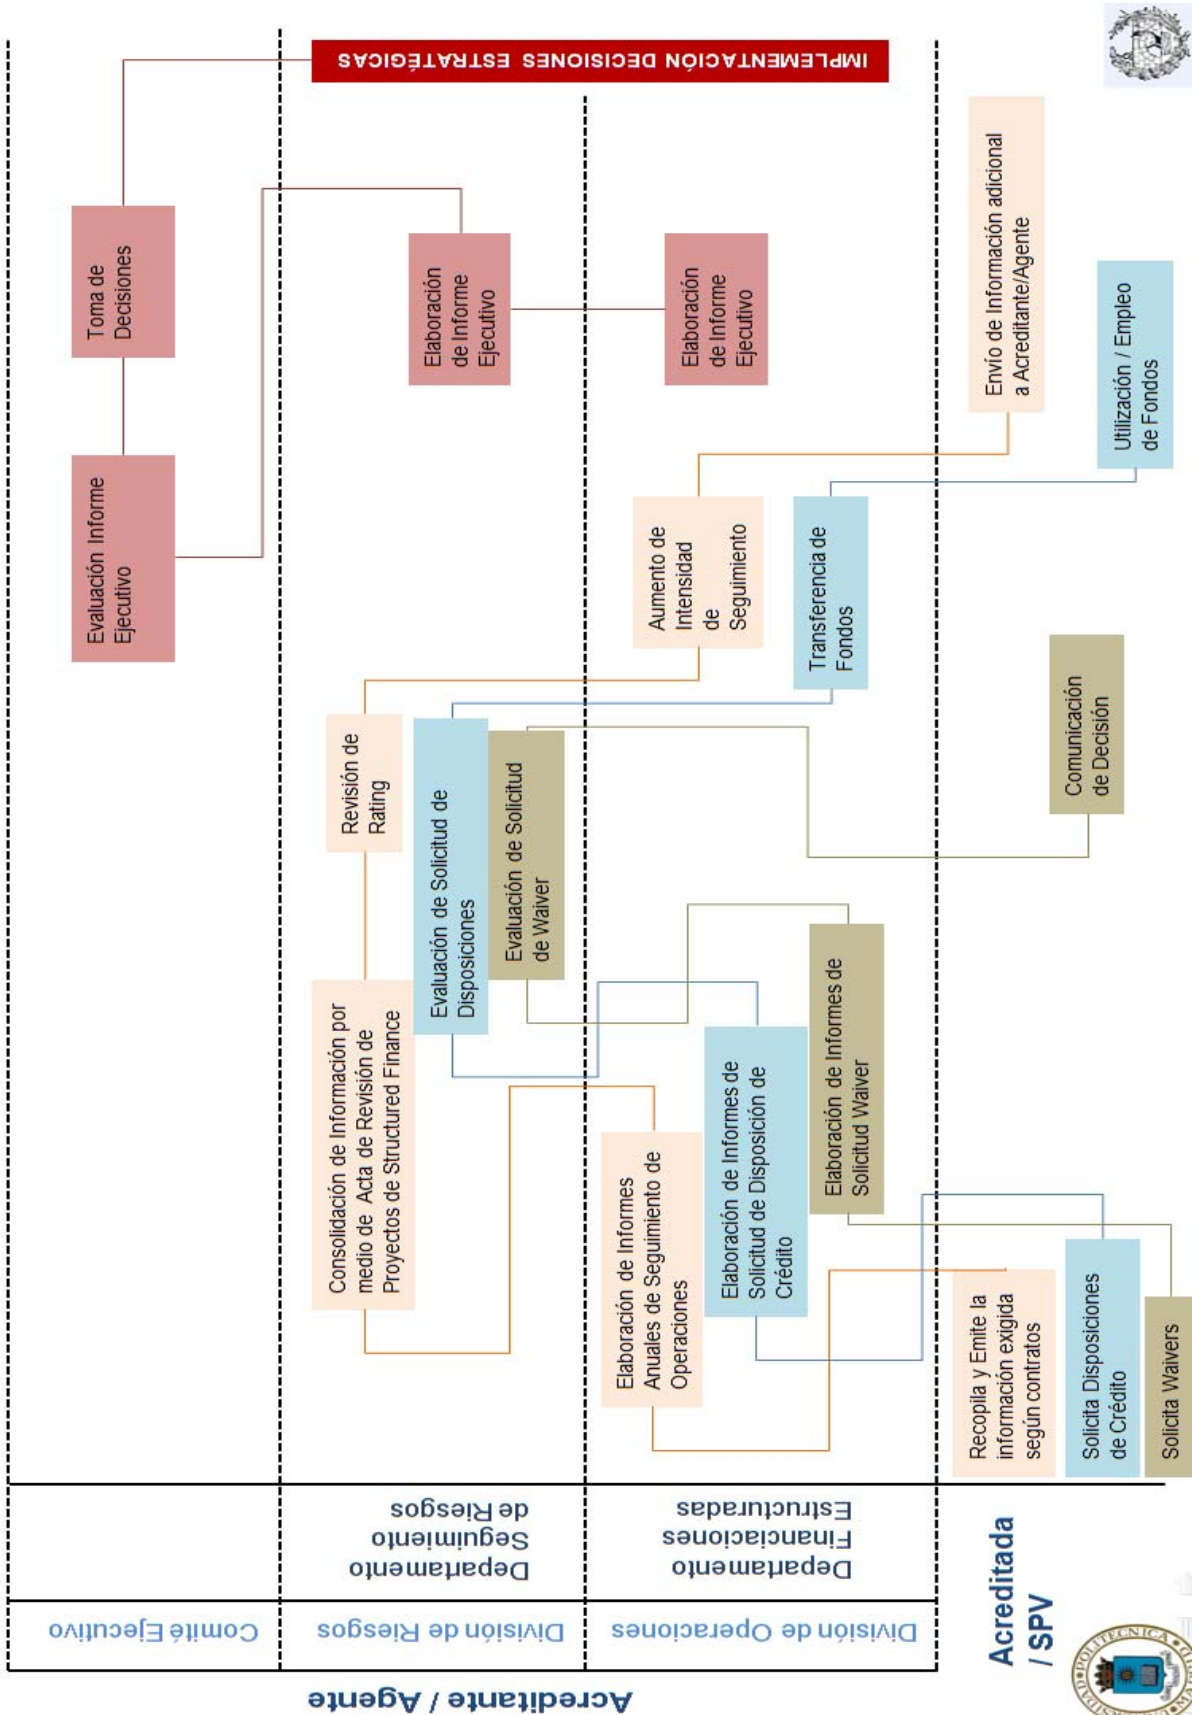 Acreditante / Agente
Comité Ejecutivo
División de Riesgos
Departamento
Seguimiento
de Riesgos
División de Operaciones
Departamento
Financiaciones
Estructuradas
Acreditada
/ SPV
Evaluación Informe
Ejecutivo
Toma de
Decisiones
IMPLEMENTACIÓN DECISIONES ESTRATÉGICAS
Consolidación de Información por
medio de Acta de Revisión de
Proyectos de Structured Finance
Revisión de
Rating
Evaluación de Solicitud de
Disposiciones
Evaluación de Solicitud
de Waiver
Elaboración
de Informe
Ejecutivo
Elaboración de Informes
Anuales de Seguimiento de
Operaciones
Elaboración de Informes de
Solicitud de Disposición de
Crédito
Elaboración de Informes de
Solicitud Waiver
Aumento de
Intensidad
de
Seguimiento
Transferencia de
Fondos
Elaboración
de Informe
Ejecutivo
Recopila y Emite la
información exigida
según contratos
Solicita Disposiciones
de Crédito
Solicita Waivers
Comunicación
de Decisión
Envío de Información adicional
a Acreditante/Agente
Utilización / Empleo
de Fondos
POLITECNICA